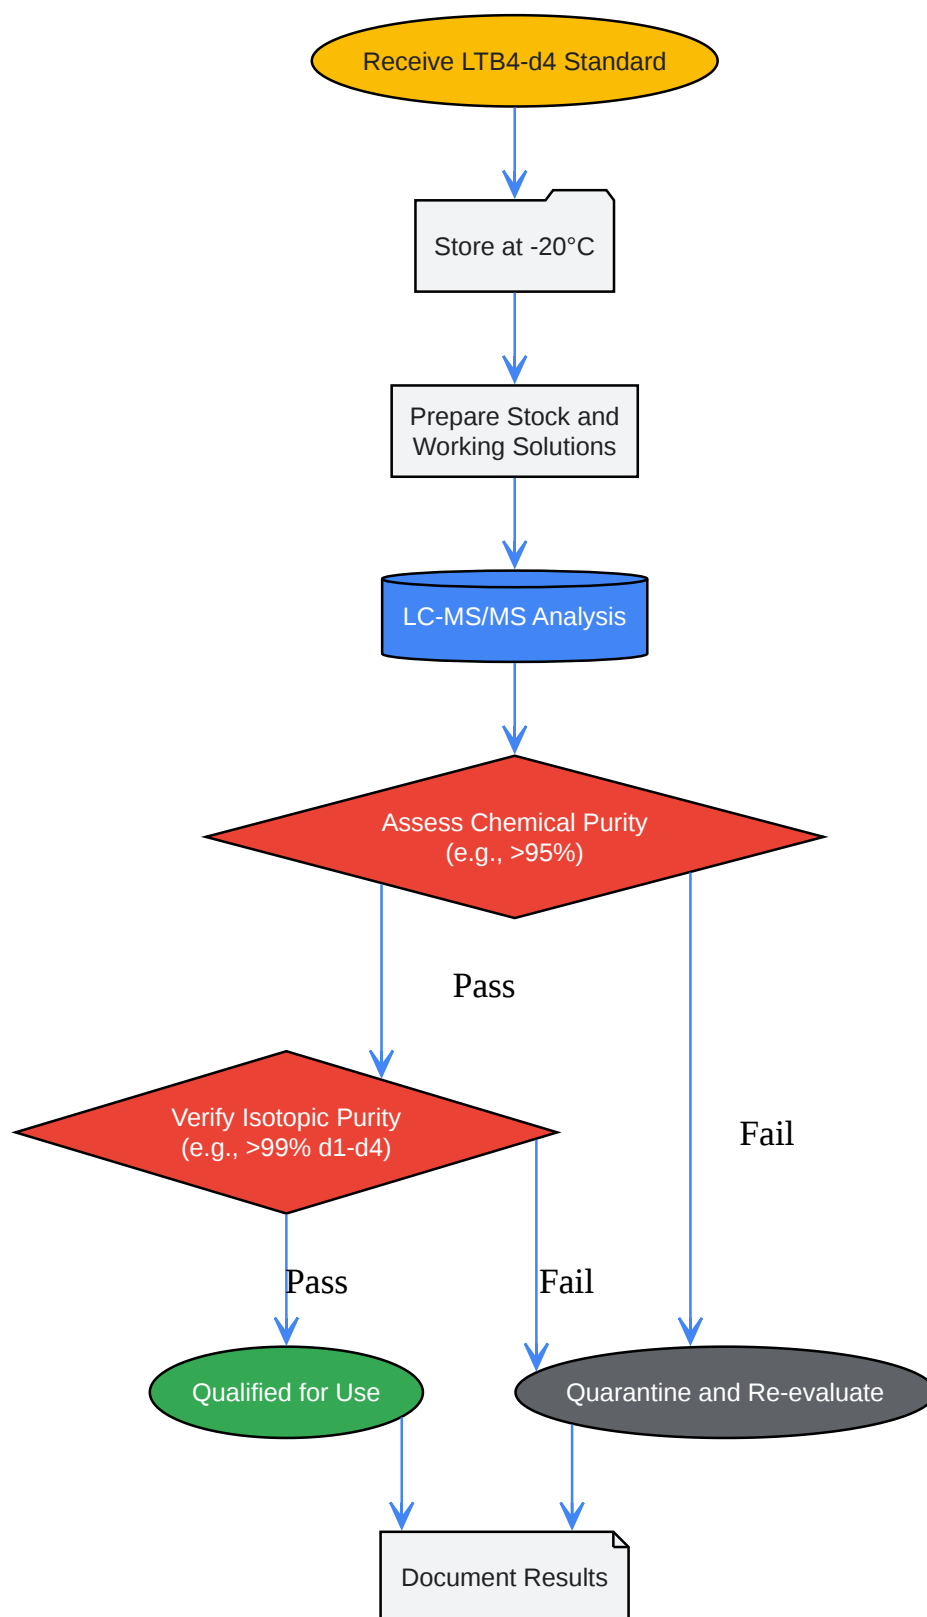 Receive LTB4-d4 Standard
Store at -20°C
Prepare Stock and
Working Solutions
LC-MS/MS Analysis
Assess Chemical Purity
(e.g., >95%)
Pass
Verify Isotopic Purity
(e.g., >99% d1-d4)
Fail
Pass
Fail
Qualified for Use
Quarantine and Re-evaluate
Document Results